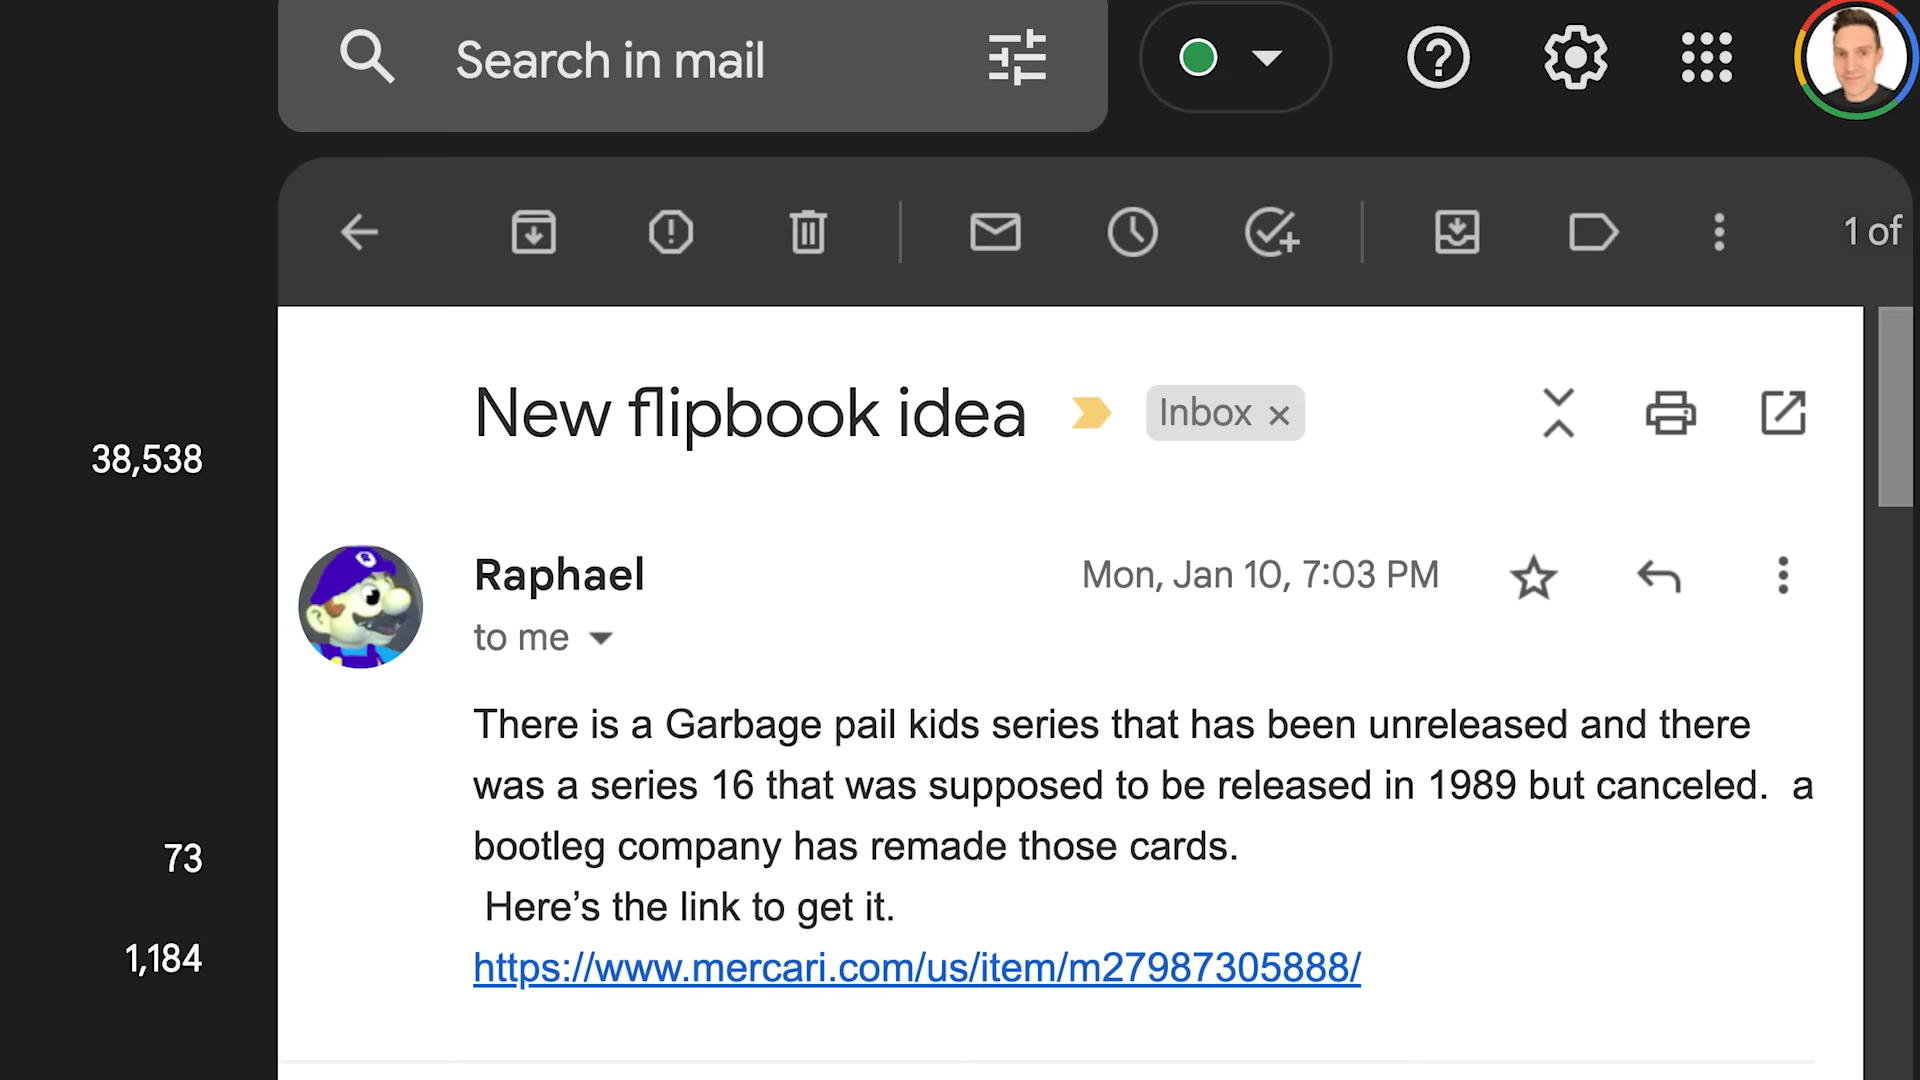 Search in mail
1 of
New flipbook idea
Inbox ×
38,538
Raphael
Mon, Jan 10, 7:03 PM
to me
There is a Garbage pail kids series that has been unreleased and there
was a series 16 that was supposed to be released in 1989 but canceled.  a
bootleg company has remade those cards.
Here’s the link to get it.
https://www.mercari.com/us/item/m27987305888/
73
1,184